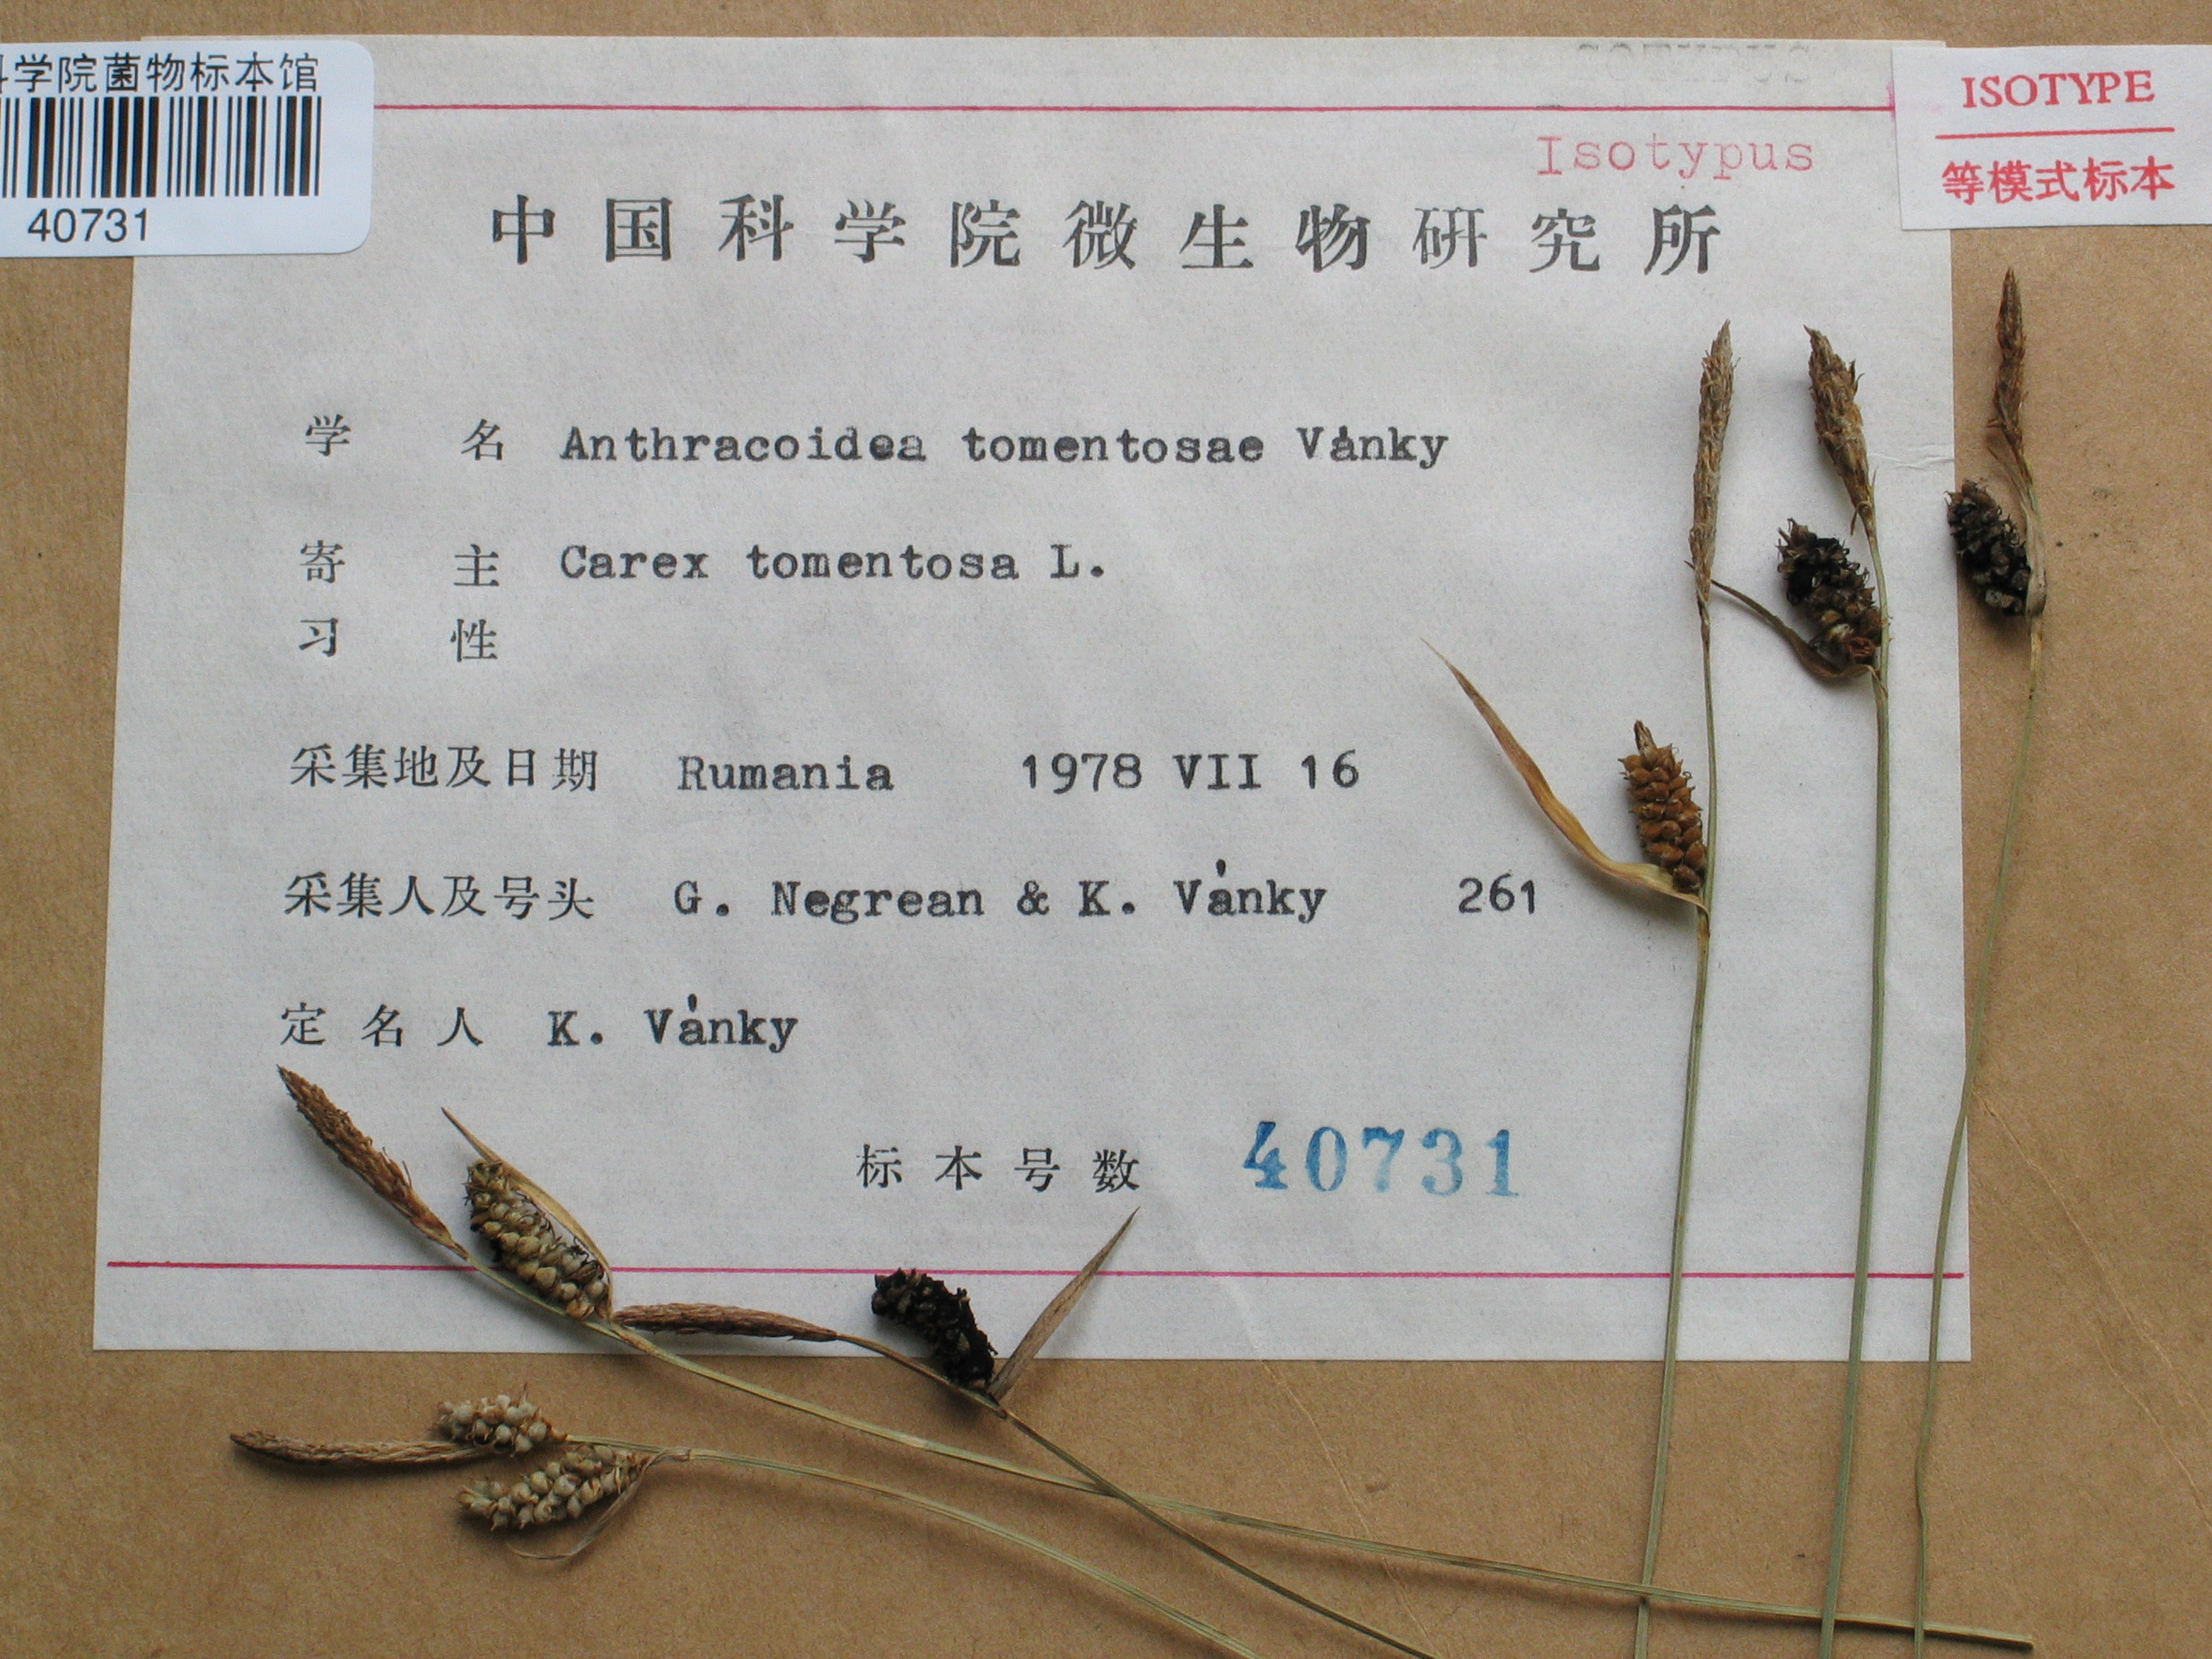 学院菌物标本馆
40731
ISOTYPE
等模式标本
Isotypus
中国科学院微生物研究所
学名 Anthracoidea tomentosae Vánky
寄主 Carex tomentosa L.
习性
采集地及日期 Rumania 1978 VII 16
采集人及号头 G. Negrean & K. Vánky 261
定名人 K. Vánky
标本号数 40731